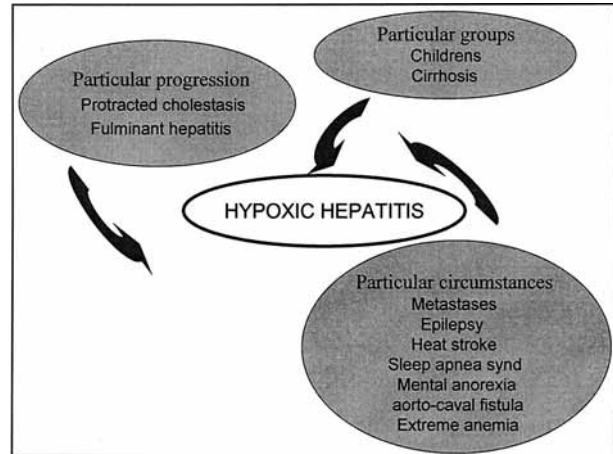 Particular groups
Childrens
Cirrhosis
Particular progression
Protracted cholestasis
Fulminant hepatitis
HYPOXIC HEPATITIS
Particular circumstances
Metastases
Epilepsy
Heat stroke
Sleep apnea synd
Mental anorexia
aorto-caval fistula
Extreme anemia